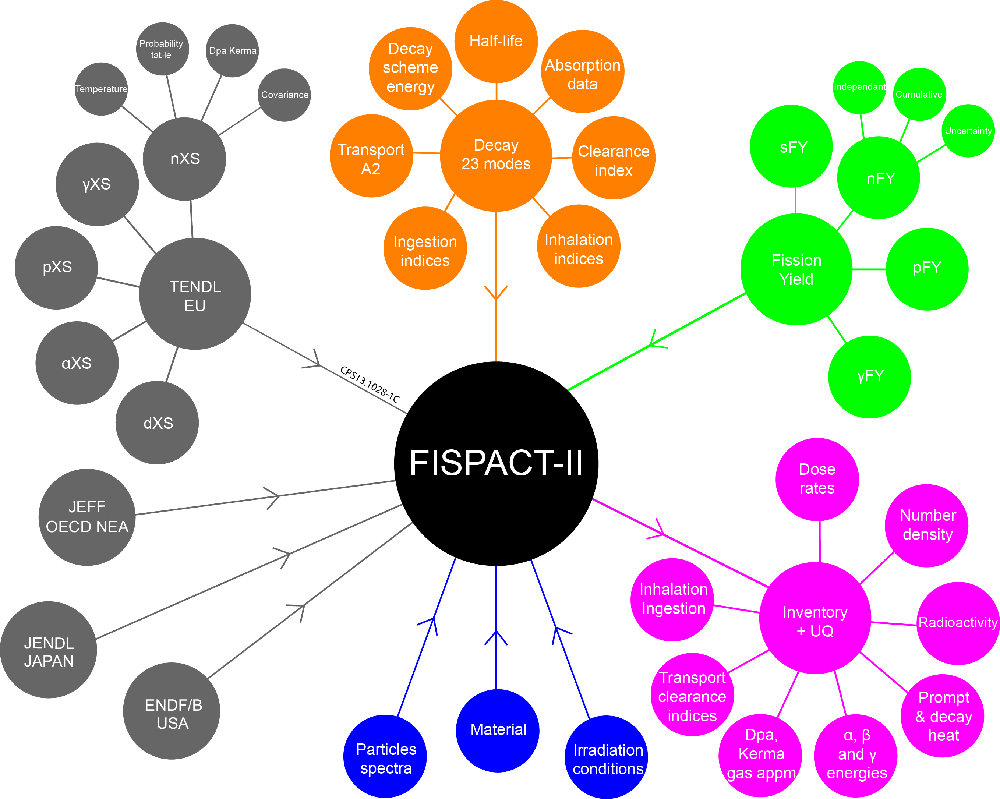 Probability
table
Dpa Kerma
Temperature
Covariance
nXS
γXS
pXS
αXS
dXS
TENDL
EU
CPS13.1028-1C
JEFF
OECD NEA
JENDL
JAPAN
ENDF/B
USA
Half-life
Decay
scheme
energy
Absorption
data
Transport
A2
Decay
23 modes
Clearance
index
Ingestion
indices
Inhalation
indices
Independant
Cumulative
Uncertainty
sFY
nFY
Fission
Yield
pFY
γFY
FISPACT-II
Particles
spectra
Material
Irradiation
conditions
Dose
rates
Number
density
Inhalation
Ingestion
Inventory
+ UQ
Radioactivity
Transport
clearance
indices
Prompt
& decay
heat
Dpa,
Kerma
gas appm
α, β
and γ
energies